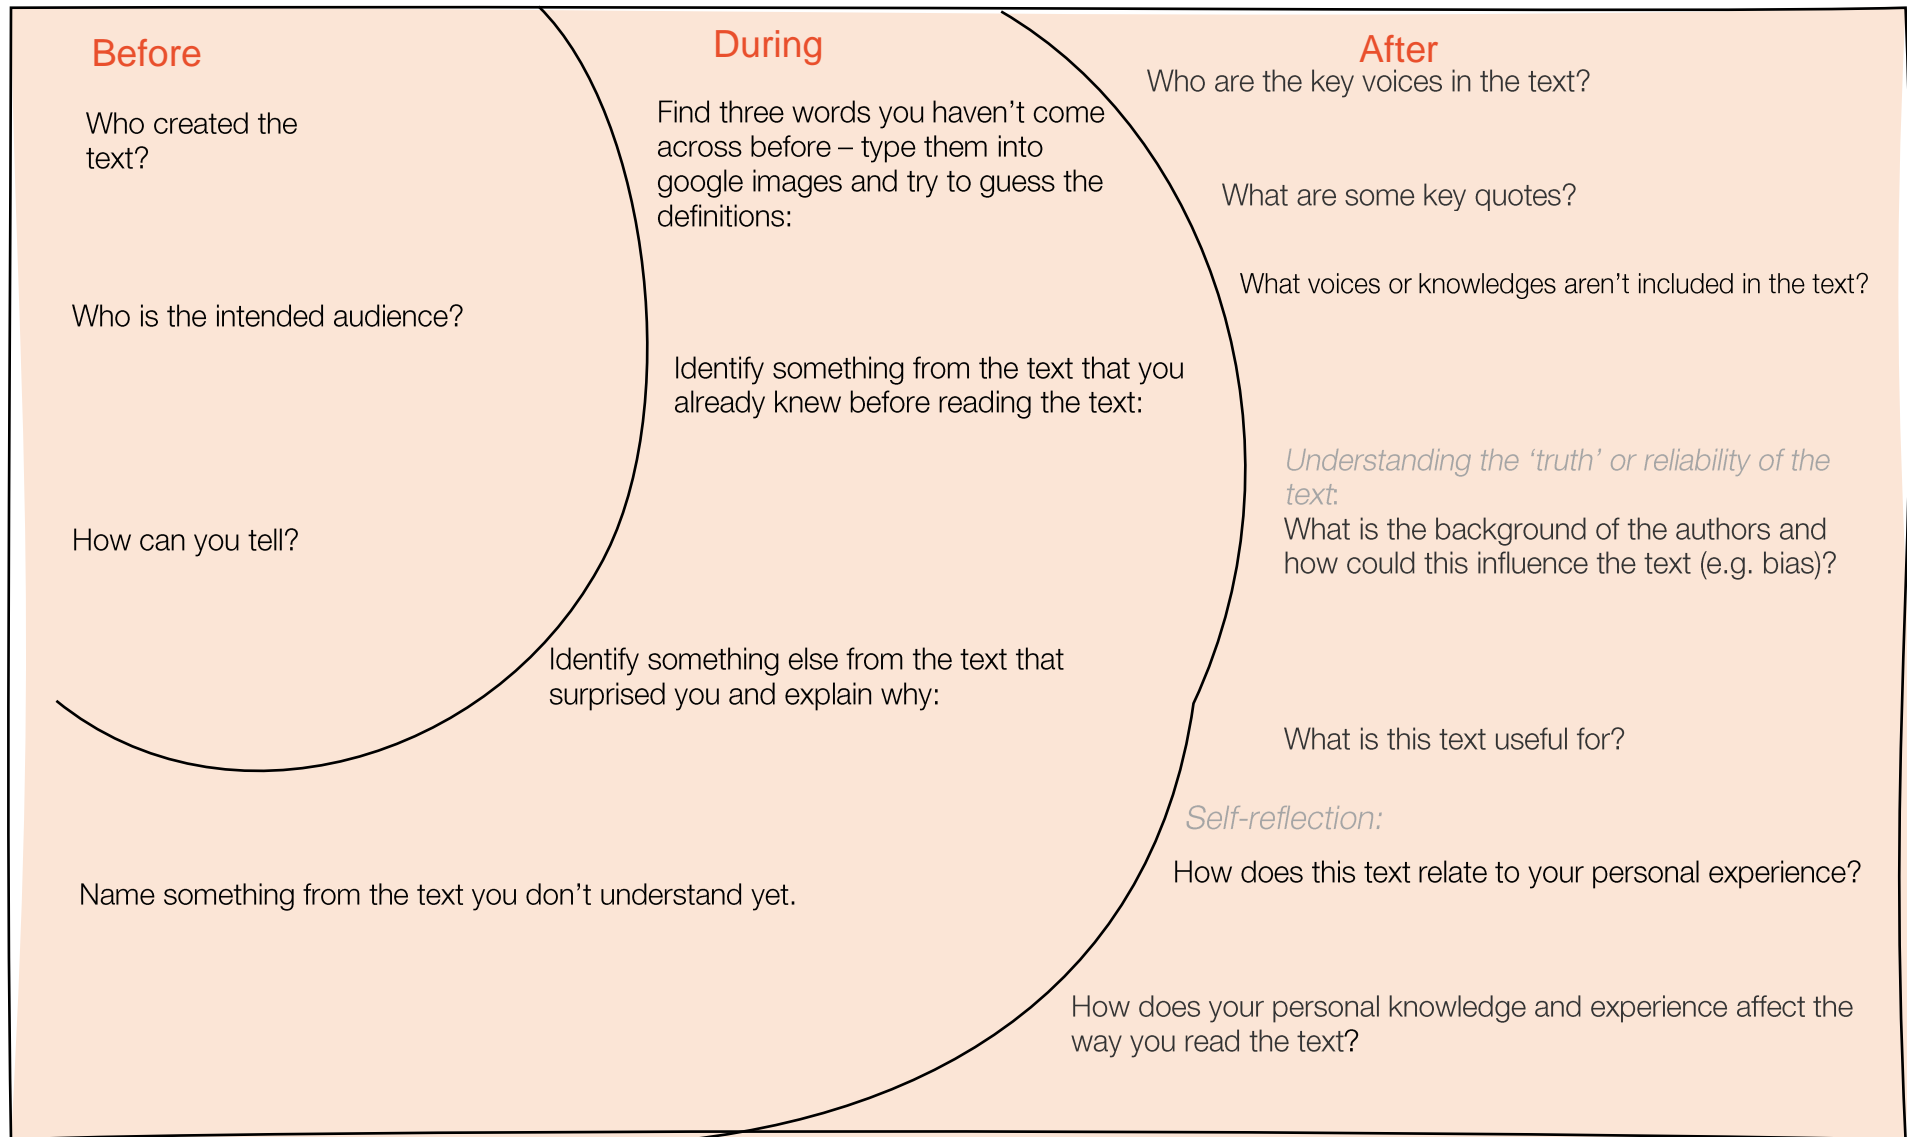 Before
Who created the
text?
Who is the intended audience?
How can you tell?
During
Find three words you haven’t come
across before – type them into
google images and try to guess the
definitions:
Identify something from the text that you
already knew before reading the text:
Identify something else from the text that
surprised you and explain why:
Name something from the text you don’t understand yet.
After
Who are the key voices in the text?
What are some key quotes?
What voices or knowledges aren’t included in the text?
Understanding the ‘truth’ or reliability of the
text:
What is the background of the authors and
how could this influence the text (e.g. bias)?
What is this text useful for?
Self-reflection:
How does this text relate to your personal experience?
How does your personal knowledge and experience affect the
way you read the text?